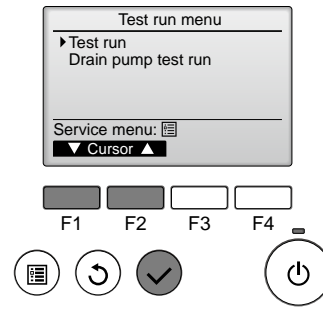 Test run menu
Test run
Drain pump test run
Service menu:
▼ Cursor ▲
F1 F2 F3 F4